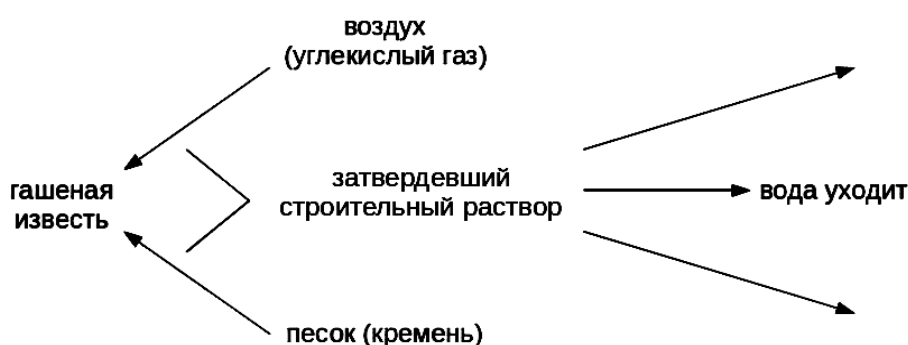 воздух
(углекислый газ)
гашеная
известь
затвердевший
строительный раствор
вода уходит
песок (кремень)